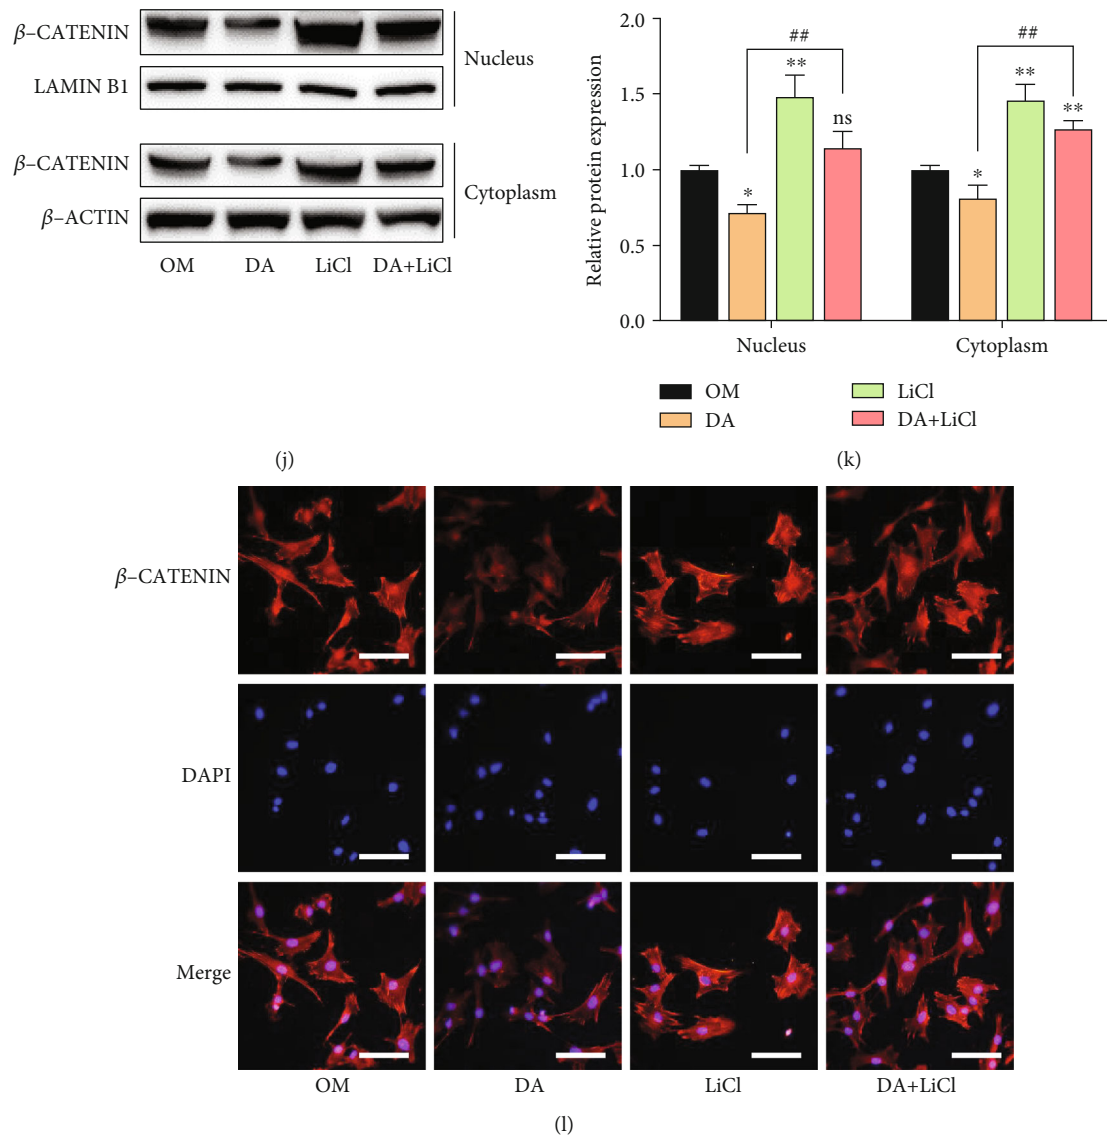 β–CATENIN
LAMIN B1
Nucleus
β–CATENIN
β–ACTIN
Cytoplasm
OM DA LiCl DA+LiCl
(j)
Relative protein expression
2.0
1.5
1.0
0.5
0.0
##
**
ns
*
##
**
**
*
Nucleus Cytoplasm
OM LiCl
DA DA+LiCl
(k)
β–CATENIN
DAPI
Merge
OM DA LiCl DA+LiCl
(l)